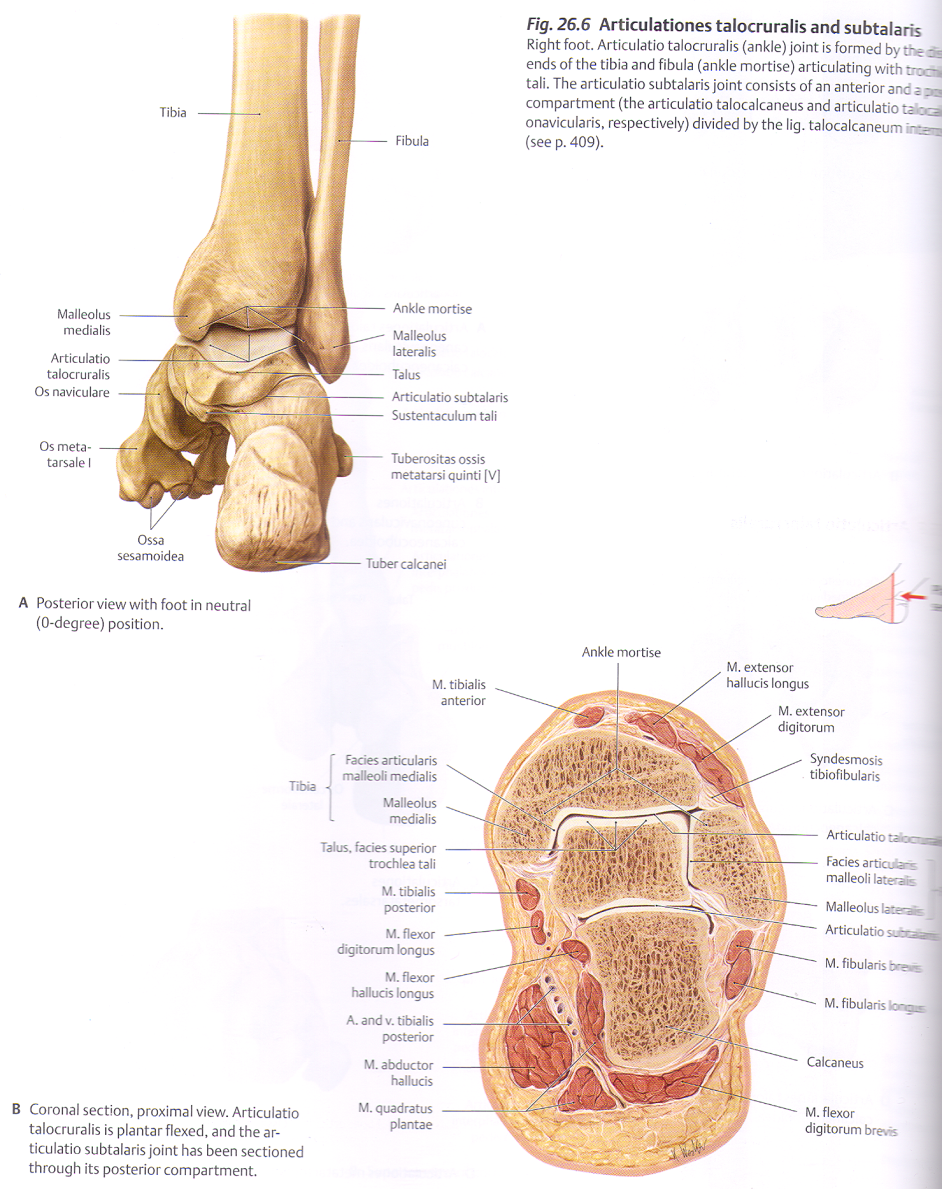 Fig. 26.6 Articulationes talocruralis and subtalaris
Right foot. Articulatio talocruralis (ankle) joint is formed by the
ends of the tibia and fibula (ankle mortise) articulating with
tali. The articulatio subtalaris joint consists of an anterior and a
compartment (the articulatio talocalcaneus and articulatio
onavicularis, respectively) divided by the lig. talocalcaneum
(see p. 409).
Tibia
Fibula
Malleolus
medialis
Ankle mortise
Malleolus
lateralis
Articulatio
talocruralis
Talus
Os naviculare
Articulatio subtalaris
Sustentaculum tali
Os meta-
tarsale I
Tuberositas ossis
metatarsi quinti [V]
Ossa
sesamoidea
Tuber calcanei
A Posterior view with foot in neutral
(0-degree) position.
Ankle mortise
M. tibialis
anterior
M. extensor
hallucis longus
M. extensor
digitorum
Syndesmosis
tibiofibularis
Tibia
Facies articularis
malleoli medialis
Malleolus
medialis
Talus, facies superior
trochlea tali
Articulatio
Facies articularis
malleoli lateralis
Malleolus lateralis
Articulatio
M. tibialis
posterior
M. flexor
digitorum longus
M. flexor
hallucis longus
A. and v. tibialis
posterior
M. abductor
hallucis
M. quadratus
plantae
M. fibularis brevis
M. fibularis longus
Calcaneus
M. flexor
digitorum brevis
B Coronal section, proximal view. Articulatio
talocruralis is plantar flexed, and the ar-
ticulatio subtalaris joint has been sectioned
through its posterior compartment.